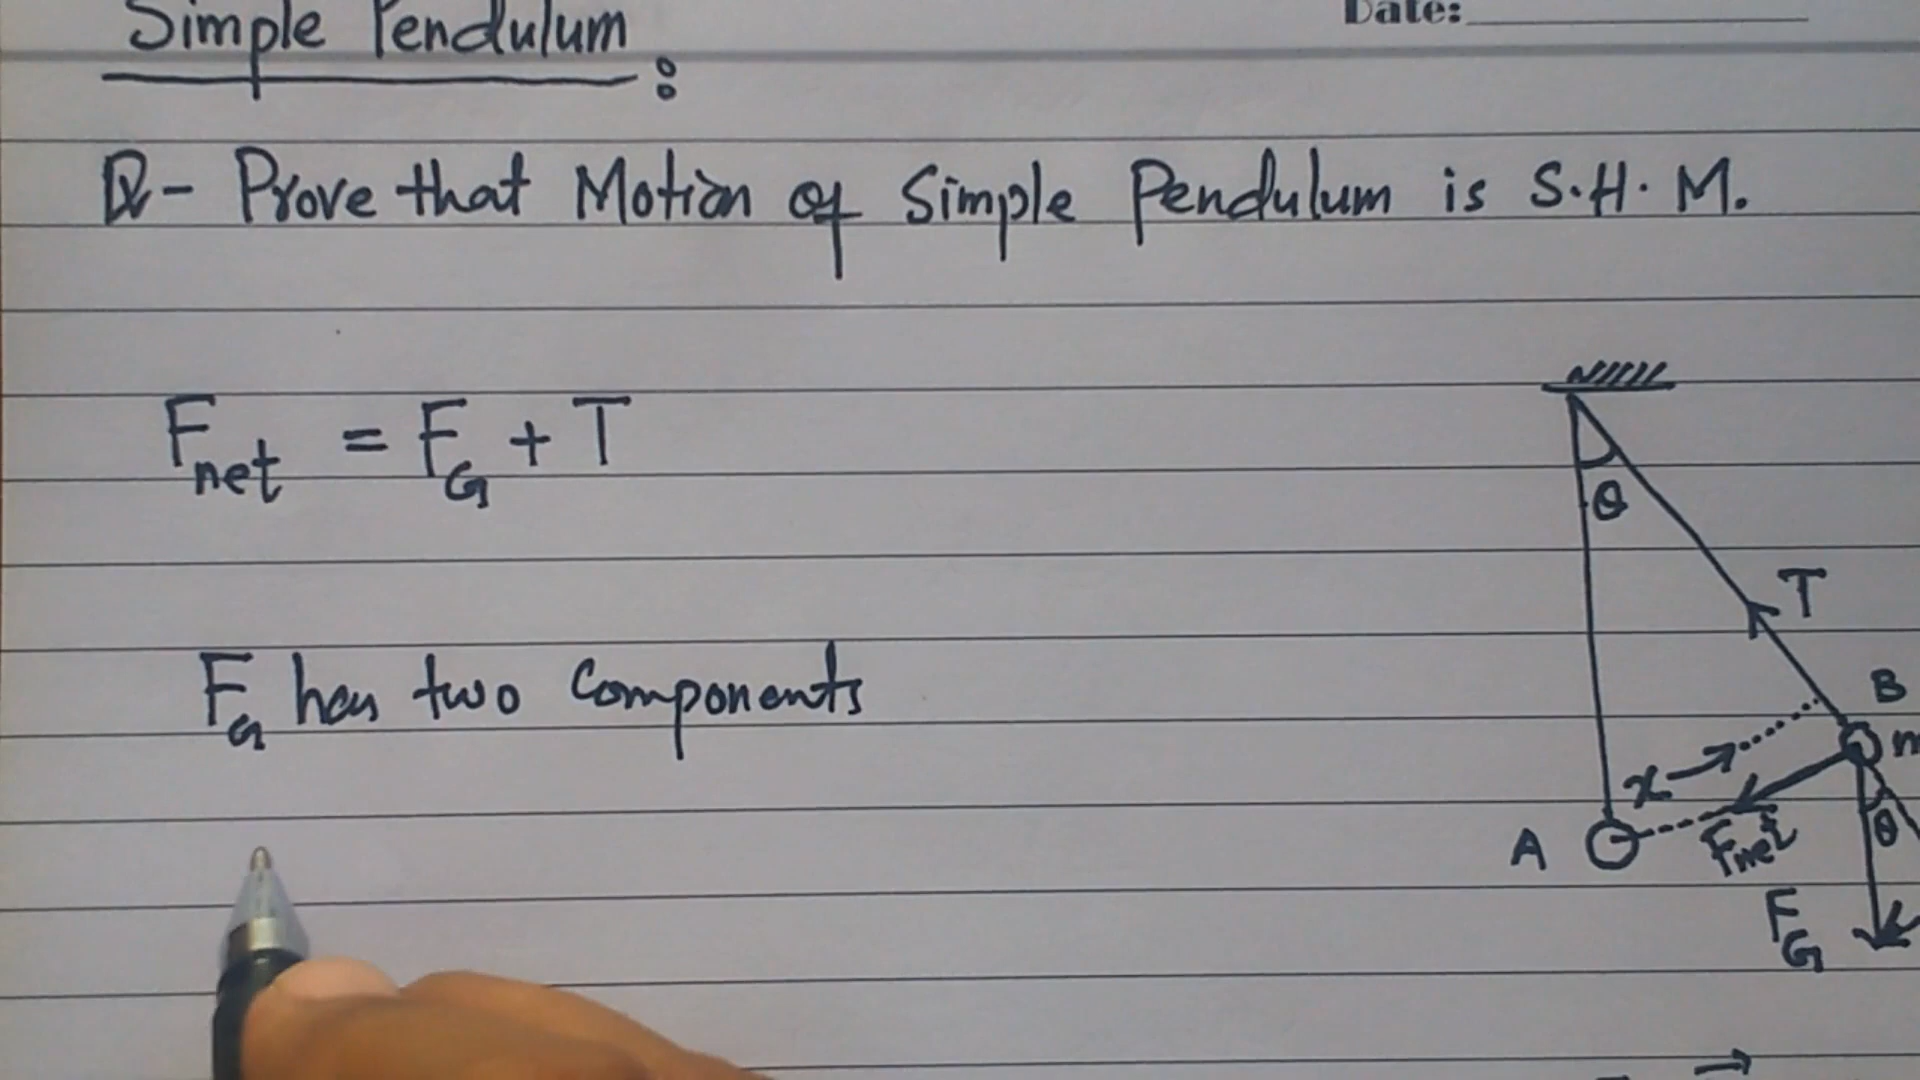 Simple Pendulum :
Date:
Q- Prove that Motion of Simple Pendulum is S.H.M.
Fnet = FG + T
θ
T
FG has two Components
B
x
m
A
Fnet
θ
FG